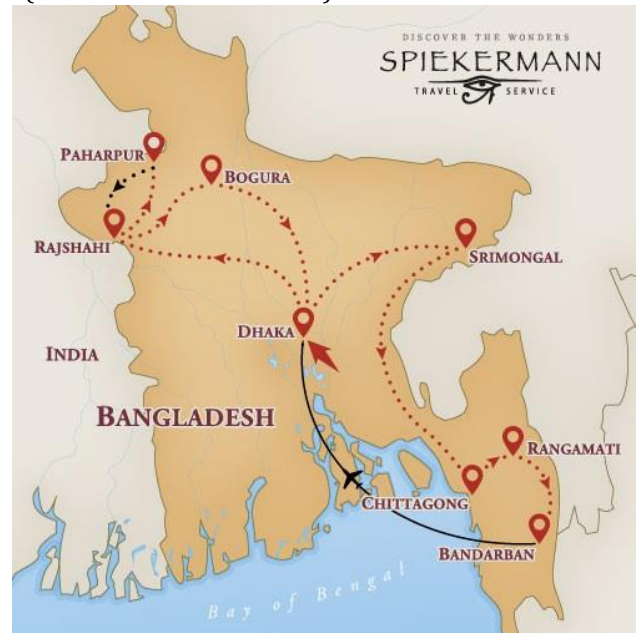 DISCOVER THE WONDERS
SPIEKERMANN
TRAVEL SERVICE
PAHARPUR
BOGURA
RAJSHAHI
SRIMONGAL
DHAKA
INDIA
BANGLADESH
RANGAMATI
CHITTAGONG
BANDARBAN
Bay of Bengal